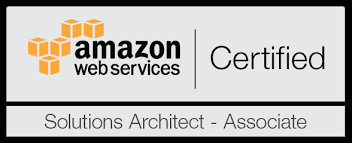 amazon
web services
Certified
Solutions Architect - Associate